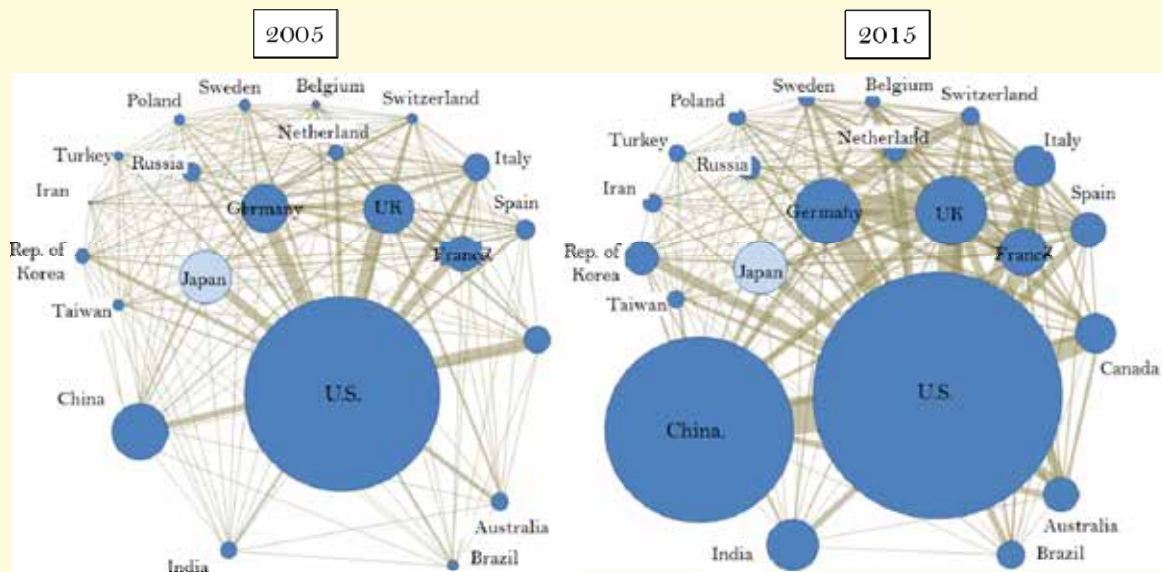 2005
2015
Sweden
Belgium
Poland
Switzerland
Netherland
Turkey
Russia
Italy
Iran
Germany
UK
Spain
Rep. of
Korea
Japan
France
Taiwan
U.S.
China
Australia
India
Brazil
Sweden
Belgium
Poland
Switzerland
Netherland
Turkey
Russia
Italy
Iran
Germany
UK
Spain
Rep. of
Korea
Japan
France
Taiwan
Canada
U.S.
China.
Australia
India
Brazil